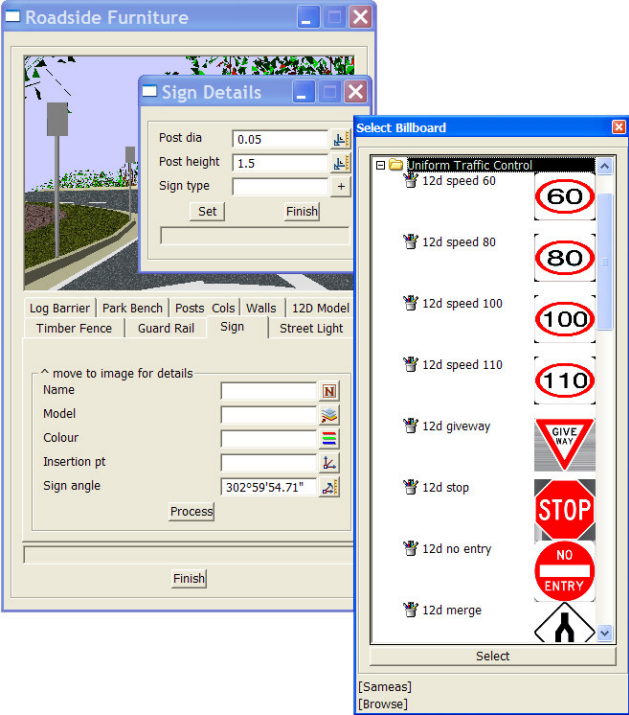 Roadside Furniture
Sign Details
Post dia 0.05
Post height 1.5
Sign type +
Set Finish
Log Barrier Park Bench Posts Cols Walls 12D Model
Timber Fence Guard Rail Sign Street Light
^ move to image for details
Name N
Model
Colour
Insertion pt
Sign angle 302°59'54.71"
Process
Finish
Select Billboard
Uniform Traffic Control
12d speed 60 60
12d speed 80 80
12d speed 100 100
12d speed 110 110
12d giveway GIVE WAY
12d stop STOP
12d no entry NO ENTRY
12d merge
Select
[Sameas]
[Browse]